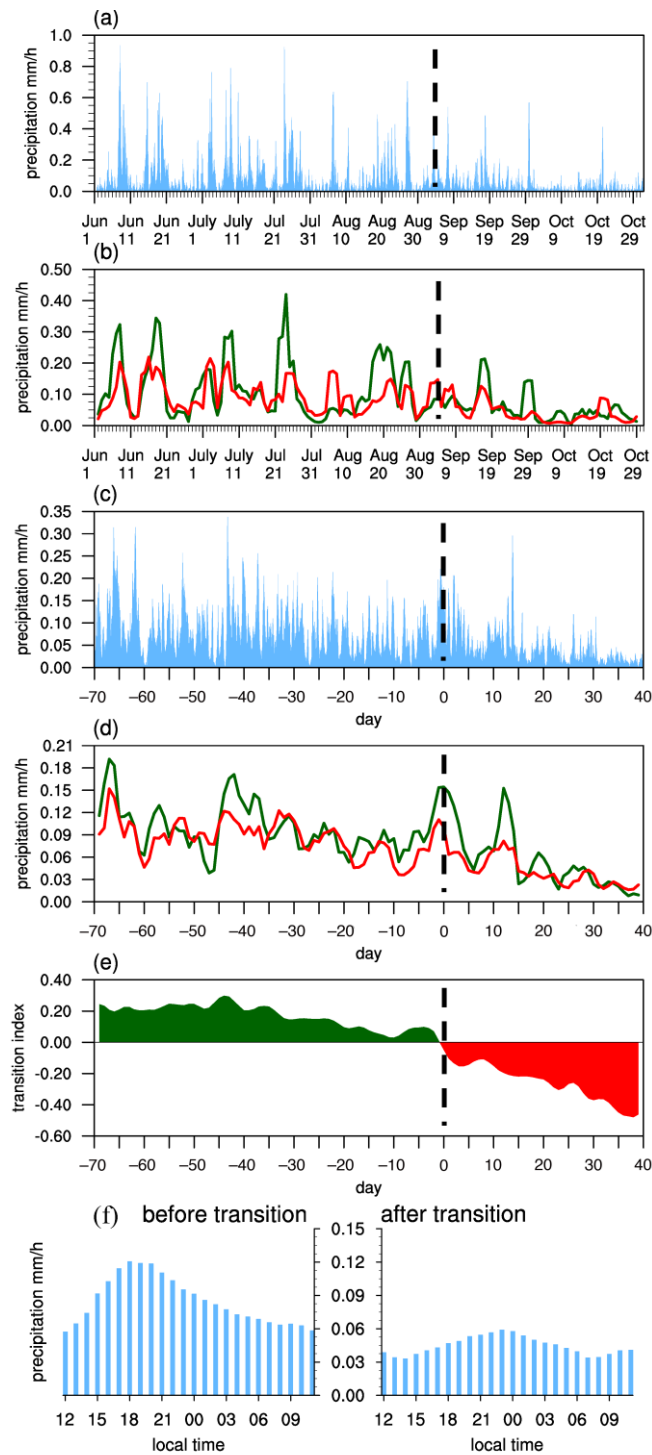 (a)
precipitation mm/h
1.0
0.8
0.6
0.4
0.2
0.0
Jun Jun Jun July July Jul Jul Aug Aug Aug Sep Sep Sep Oct Oct Oct
1 11 21 1 11 21 31 10 20 30 9 19 29 9 19 29
(b)
precipitation mm/h
0.50
0.40
0.30
0.20
0.10
0.00
Jun Jun Jun July July Jul Jul Aug Aug Aug Sep Sep Sep Oct Oct Oct
1 11 21 1 11 21 31 10 20 30 9 19 29 9 19 29
(c)
precipitation mm/h
0.35
0.30
0.25
0.20
0.15
0.10
0.05
0.00
−70 −60 −50 −40 −30 −20 −10 0 10 20 30 40
day
(d)
precipitation mm/h
0.21
0.18
0.15
0.12
0.09
0.06
0.03
0.00
−70 −60 −50 −40 −30 −20 −10 0 10 20 30 40
day
(e)
transition index
0.40
0.20
0.00
-0.20
-0.40
-0.60
−70 −60 −50 −40 −30 −20 −10 0 10 20 30 40
day
(f) before transition after transition
precipitation mm/h
0.15
0.12
0.09
0.06
0.03
0.00
12 15 18 21 00 03 06 09 12 15 18 21 00 03 06 09
local time local time